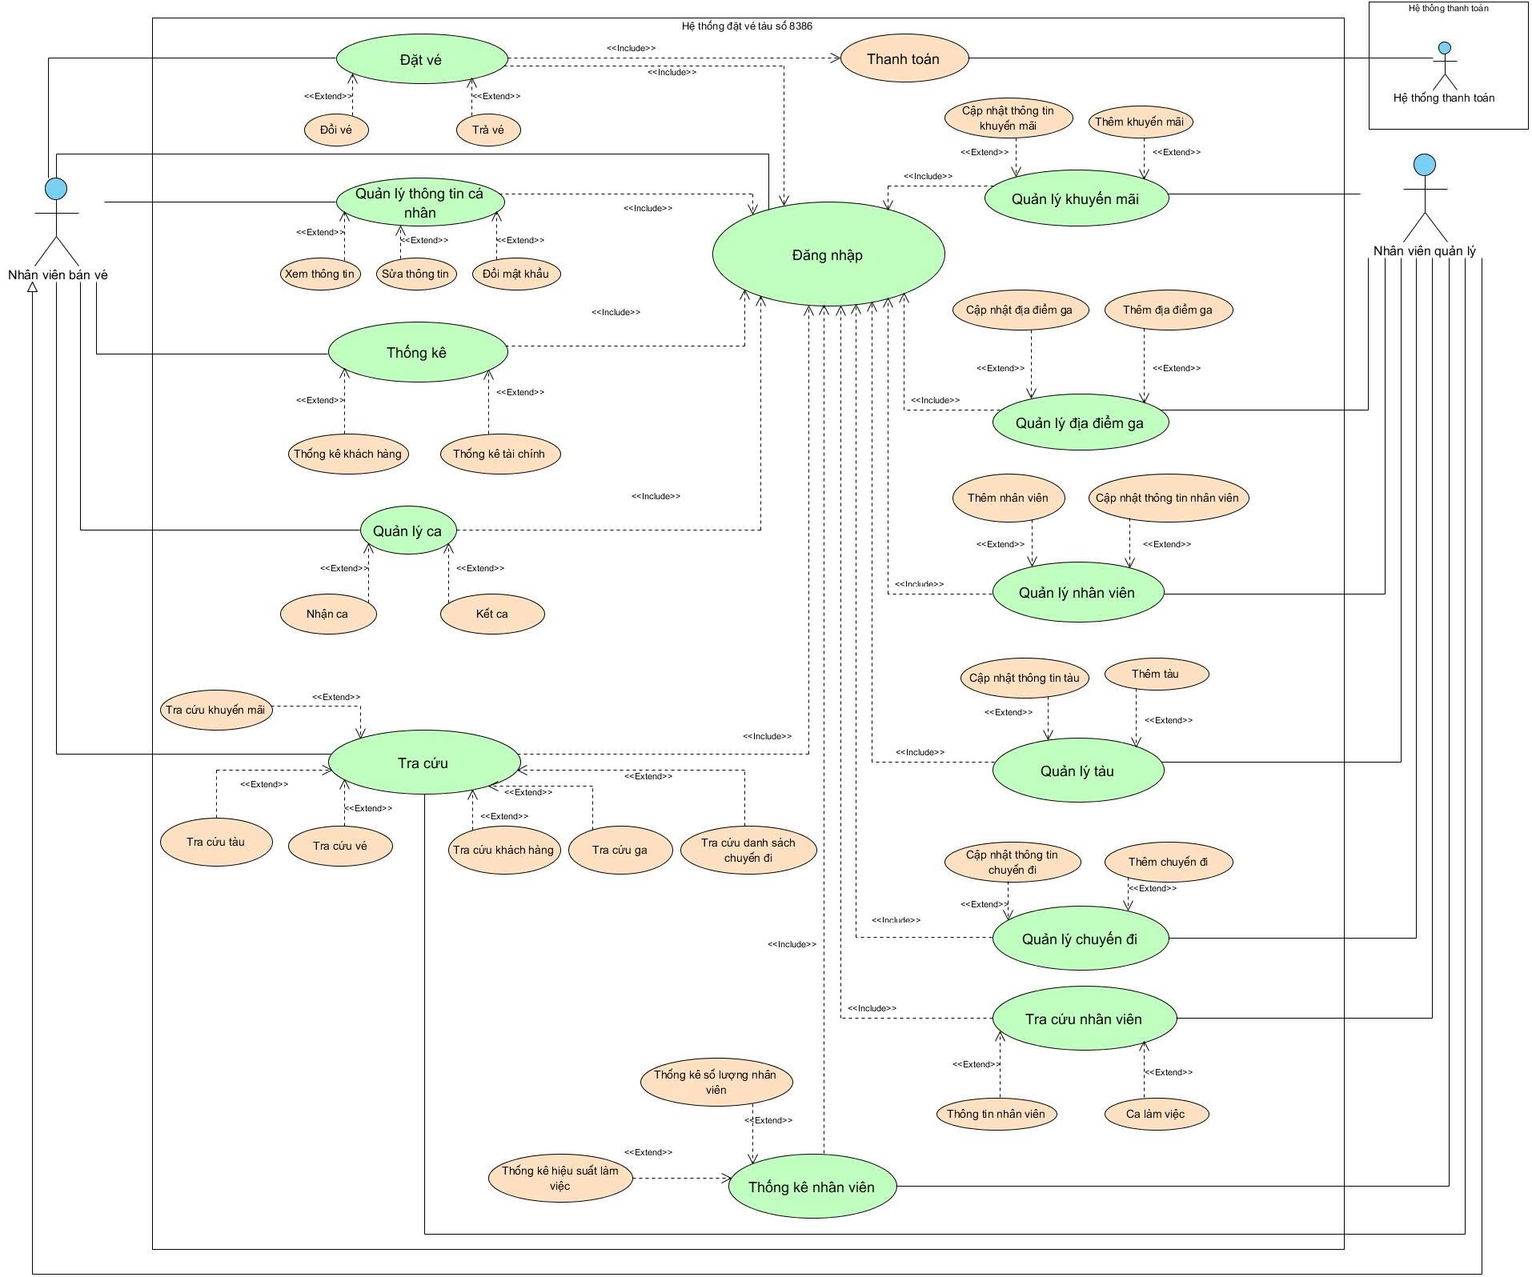 Hệ thống đặt vé tàu số 8386
Hệ thống thanh toán
Hệ thống thanh toán
Đặt vé
<<Include>>
<<Include>>
Thanh toán
<<Extend>>
<<Extend>>
Đổi vé
Trả vé
Cập nhật thông tin
khuyến mãi
Thêm khuyến mãi
<<Extend>>
<<Extend>>
<<Include>>
Quản lý khuyến mãi
Quản lý thông tin cá
nhân
<<Include>>
<<Extend>>
<<Extend>>
<<Extend>>
Xem thông tin
Sửa thông tin
Đổi mật khẩu
Nhân viên bán vé
Đăng nhập
Nhân viên quản lý
<<Include>>
Thống kê
<<Extend>>
<<Extend>>
Thống kê khách hàng
Thống kê tài chính
Cập nhật địa điểm ga
Thêm địa điểm ga
<<Extend>>
<<Extend>>
<<Include>>
Quản lý địa điểm ga
<<Include>>
Quản lý ca
<<Extend>>
<<Extend>>
Nhận ca
Kết ca
Thêm nhân viên
Cập nhật thông tin nhân viên
<<Extend>>
<<Extend>>
<<Include>>
Quản lý nhân viên
Tra cứu khuyến mãi
<<Extend>>
Tra cứu
<<Include>>
<<Extend>>
<<Extend>>
<<Extend>>
<<Extend>>
<<Extend>>
Tra cứu tàu
Tra cứu vé
Tra cứu khách hàng
Tra cứu ga
Tra cứu danh sách
chuyến đi
Cập nhật thông tin tàu
Thêm tàu
<<Extend>>
<<Extend>>
<<Include>>
Quản lý tàu
Cập nhật thông tin
chuyến đi
Thêm chuyến đi
<<Extend>>
<<Extend>>
<<Include>>
Quản lý chuyến đi
<<Include>>
<<Include>>
Tra cứu nhân viên
<<Extend>>
<<Extend>>
Thông tin nhân viên
Ca làm việc
Thống kê số lượng nhân
viên
<<Extend>>
<<Extend>>
Thống kê hiệu suất làm
việc
Thống kê nhân viên